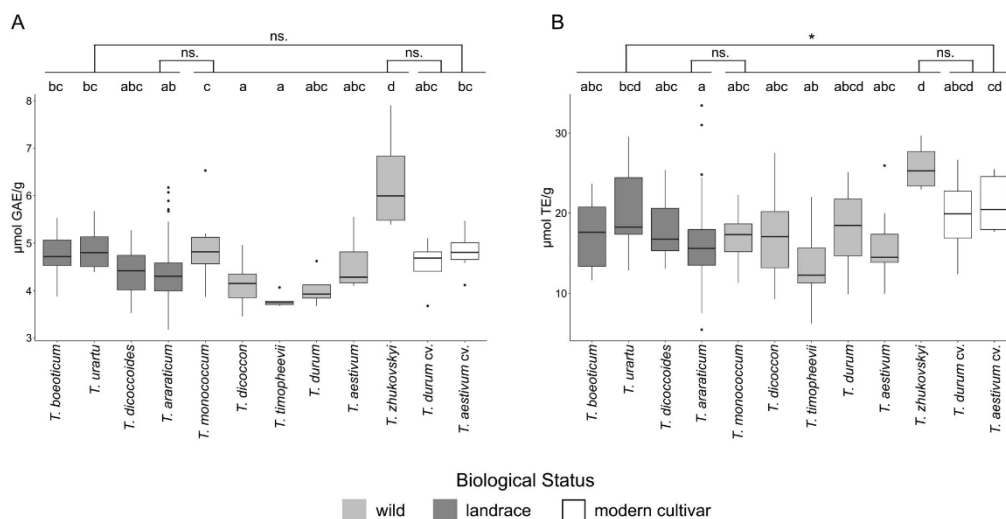 A
ns.
ns.
ns.
bc bc abc ab c a a abc abc d abc bc
8
7
6
5
4
3
µmol GAE/g
T. boeoticum
T. urartu
T. dicoccoides
T. araraticum
T. monococcum
T. dicoccon
T. timopheevii
T. durum
T. aestivum
T. zhukovskyi
T. durum cv.
T. aestivum cv.
B
*
ns.
ns.
abc bcd abc a abc abc ab abcd abc d abcd cd
30
20
10
µmol TE/g
T. boeoticum
T. urartu
T. dicoccoides
T. araraticum
T. monococcum
T. dicoccon
T. timopheevii
T. durum
T. aestivum
T. zhukovskyi
T. durum cv.
T. aestivum cv.
Biological Status
wild landrace modern cultivar